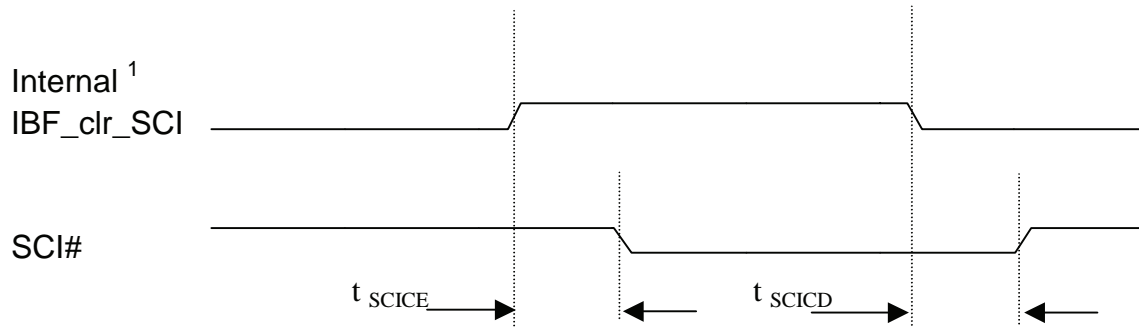 Internal 1
IBF_clr_SCI
SCI#
t SCICE
t SCICD